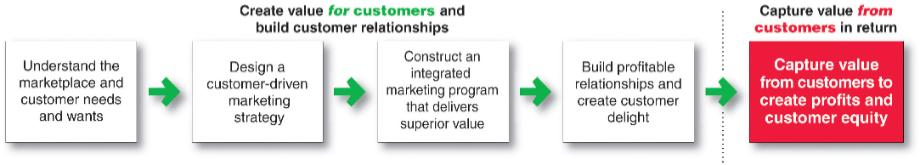 Create value for customers and
build customer relationships
Capture value from
customers in return
Understand the
marketplace and
customer needs
and wants
Design a
customer-driven
marketing
strategy
Construct an
integrated
marketing program
that delivers
superior value
Build profitable
relationships and
create customer
delight
Capture value
from customers to
create profits and
customer equity